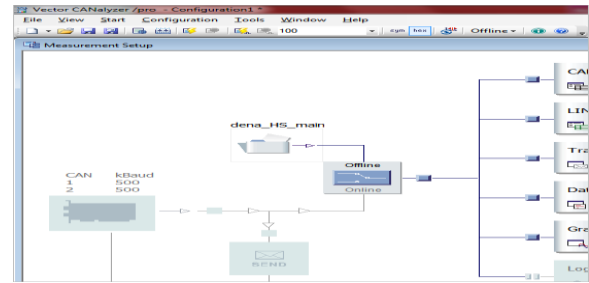 Vector CANalyzer /pro - Configuration1 *
File View Start Configuration Tools Window Help
100 sym hex Offline
Measurement Setup
CAN
LIN
dena_HS_main
Tra
Offline
Online
CAN kBaud
1 500
2 500
Dat
Gra
SEND
Log